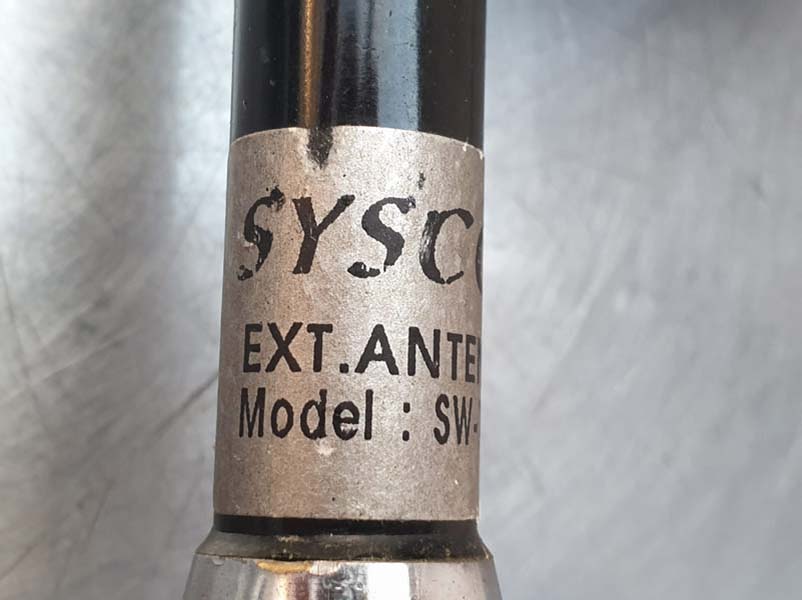 SYSC
EXT.ANTE
Model : SW-